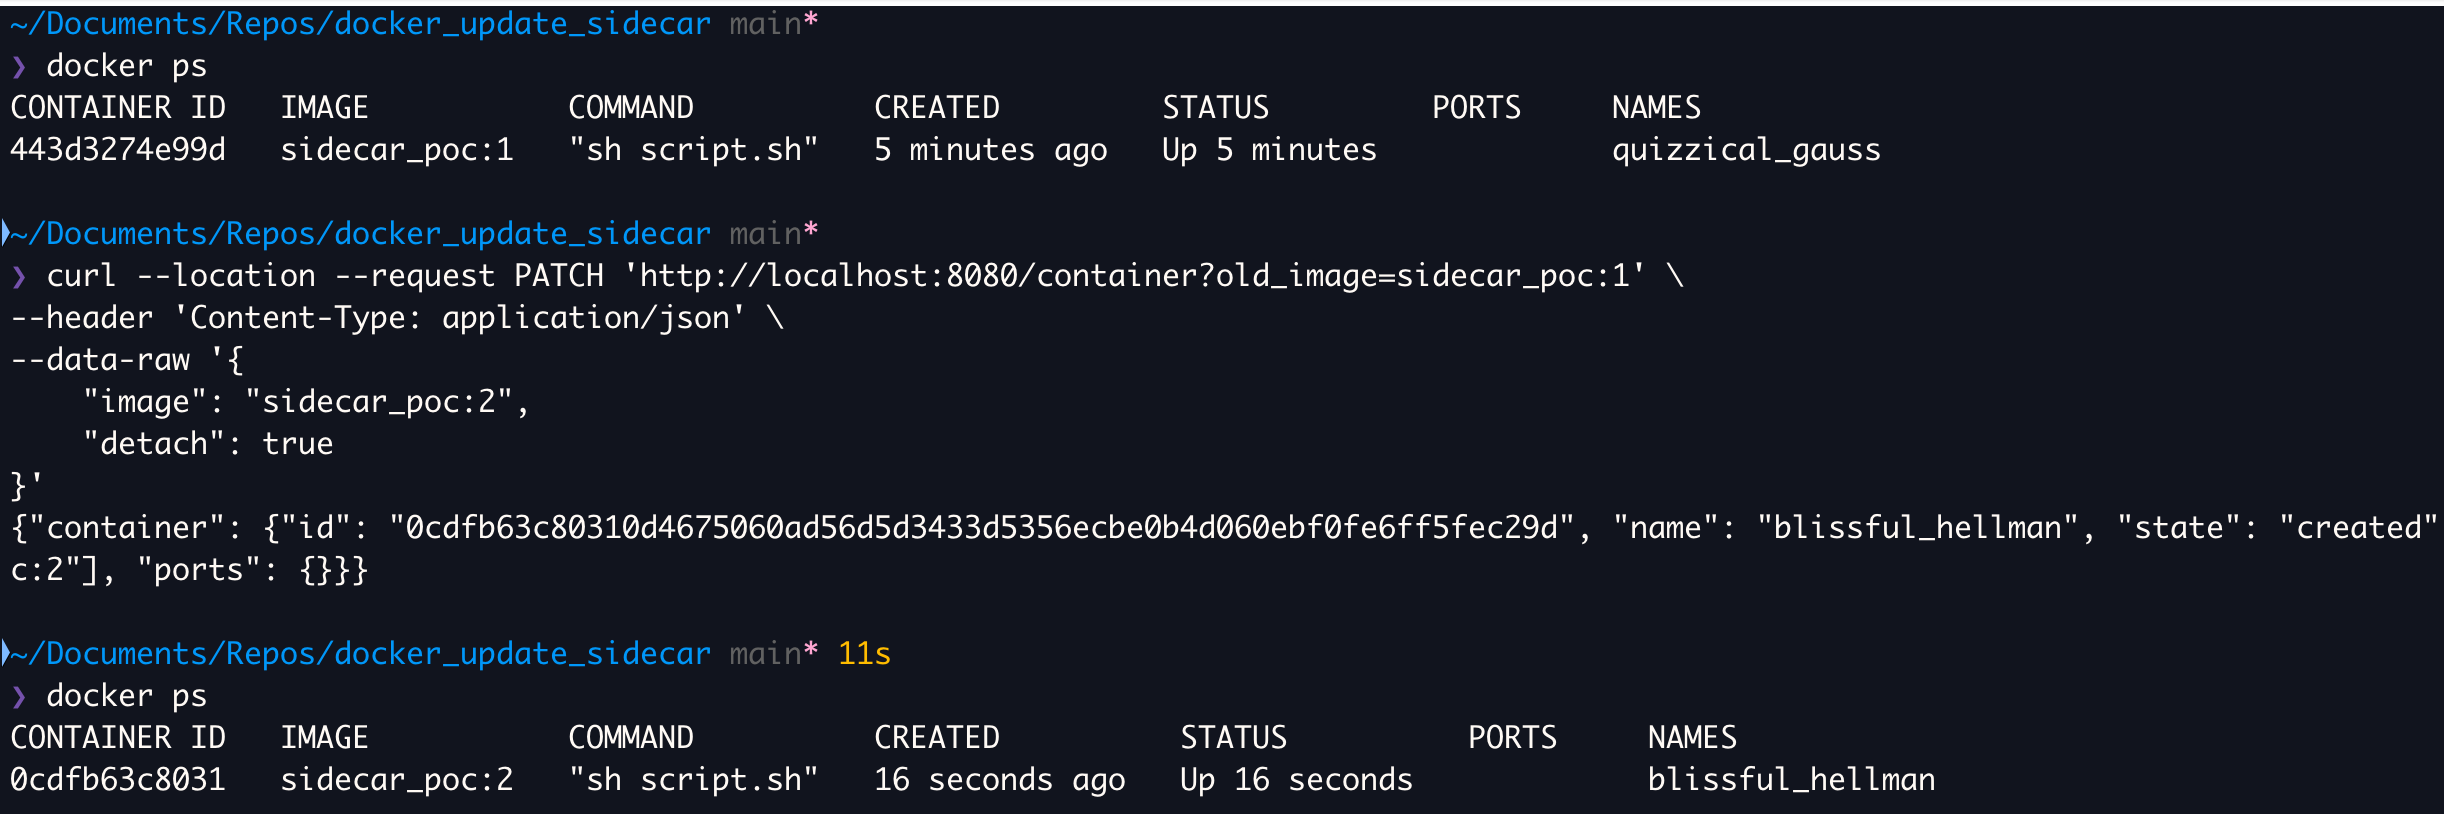 ~/Documents/Repos/docker_update_sidecar main*
❯ docker ps
CONTAINER ID   IMAGE           COMMAND          CREATED         STATUS         PORTS     NAMES
443d3274e99d   sidecar_poc:1   "sh script.sh"   5 minutes ago   Up 5 minutes             quizzical_gauss
~/Documents/Repos/docker_update_sidecar main*
❯ curl --location --request PATCH 'http://localhost:8080/container?old_image=sidecar_poc:1' \
--header 'Content-Type: application/json' \
--data-raw '{
    "image": "sidecar_poc:2",
    "detach": true
}'
{"container": {"id": "0cdfb63c80310d4675060ad56d5d3433d5356ecbe0b4d060ebf0fe6ff5fec29d", "name": "blissful_hellman", "state": "created"
c:2"], "ports": {}}}
~/Documents/Repos/docker_update_sidecar main* 11s
❯ docker ps
CONTAINER ID   IMAGE           COMMAND          CREATED          STATUS          PORTS     NAMES
0cdfb63c8031   sidecar_poc:2   "sh script.sh"   16 seconds ago   Up 16 seconds             blissful_hellman